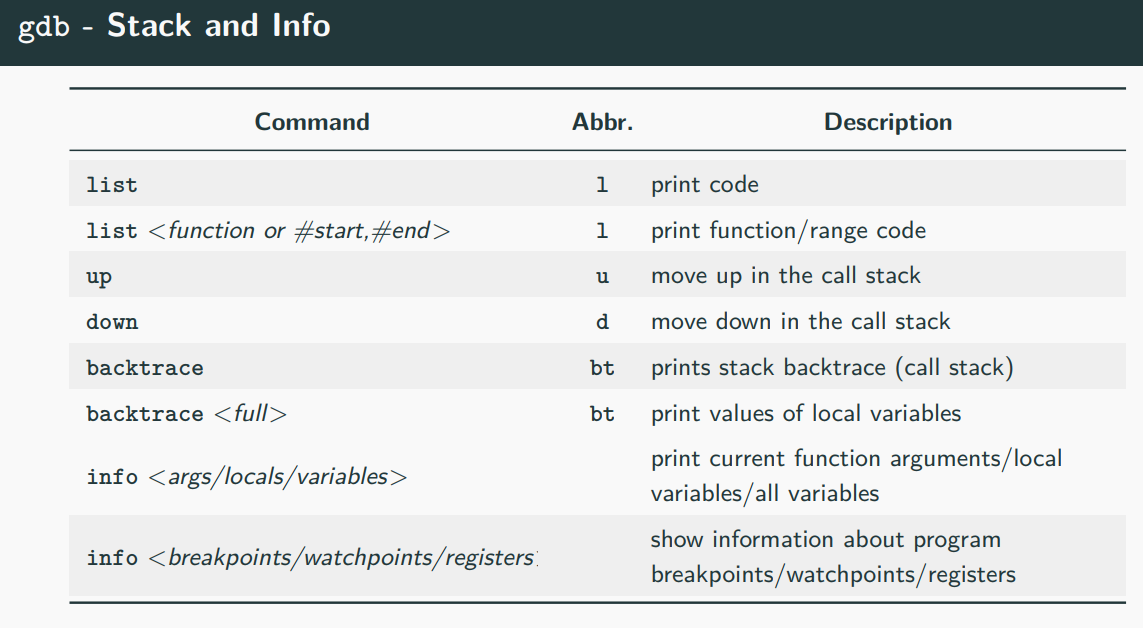 gdb - Stack and Info
Command Abbr. Description
list l print code
list <function or #start,#end> l print function/range code
up u move up in the call stack
down d move down in the call stack
backtrace bt prints stack backtrace (call stack)
backtrace <full> bt print values of local variables
info <args/locals/variables> print current function arguments/local
variables/all variables
info <breakpoints/watchpoints/registers show information about program
breakpoints/watchpoints/registers